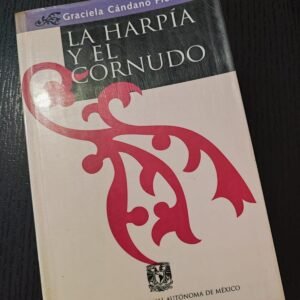 Graciela Cándano
LA HARPÍA
Y EL
CORNUDO
AUTÓNOMA DE MÉXICO